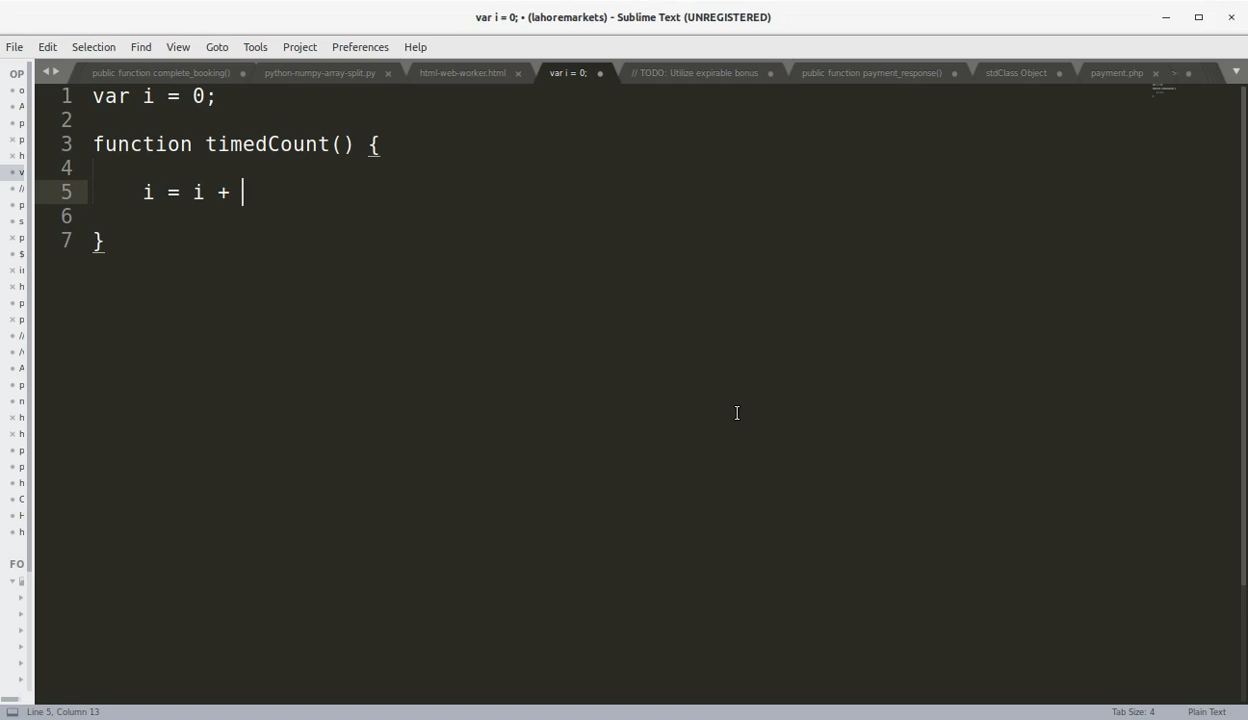 var i = 0; • (lahoremarkets) - Sublime Text (UNREGISTERED)
File Edit Selection Find View Goto Tools Project Preferences Help
OP
public function complete_booking() python-numpy-array-split.py html-web-worker.html var i = 0; // TODO: Utilize expirable bonus public function payment_response() stdClass Object payment.php >
1 var i = 0;
2
3 function timedCount() {
4
5 i = i +
6
7 }
FO
Line 5, Column 13 Tab Size: 4 Plain Text